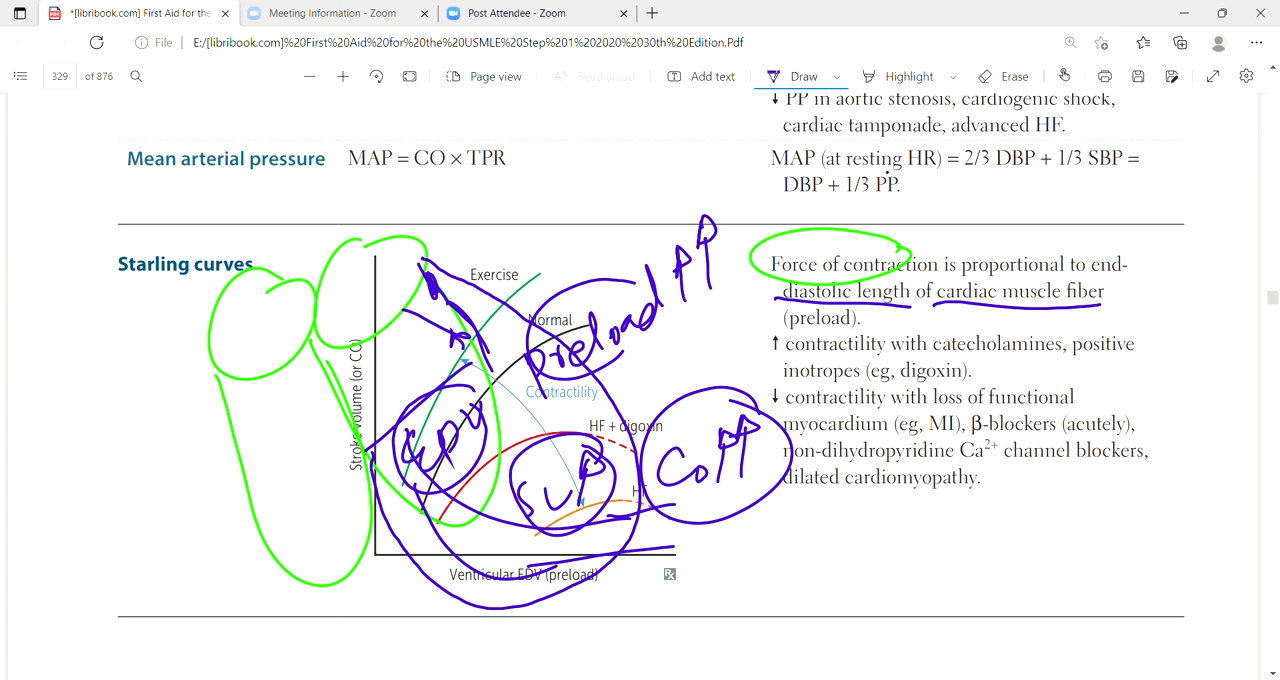 *[libribook.com] First Aid for the
Meeting Information - Zoom
Post Attendee - Zoom
File
E:/[libribook.com]%20First%20Aid%20for%20the%20USMLE%20Step%201%202020%2030th%20Edition.Pdf
329 of 876
Page view
Read aloud
Add text
Draw
Highlight
Erase
↓ PP in aortic stenosis, cardiogenic shock,
cardiac tamponade, advanced HF.
Mean arterial pressure
MAP = CO × TPR
MAP (at resting HR) = 2/3 DBP + 1/3 SBP =
DBP + 1/3 PP.
Starling curves
Stroke volume (or CO)
Exercise
Normal
Contractility
HF + digoxin
HF
Ventricular EDV (preload)
Rx
preload ↑↑
EDV
SV↑
CO↑↑
Force of contraction is proportional to end-
diastolic length of cardiac muscle fiber
(preload).
↑ contractility with catecholamines, positive
inotropes (eg, digoxin).
↓ contractility with loss of functional
myocardium (eg, MI), β-blockers (acutely),
non-dihydropyridine Ca2+ channel blockers,
dilated cardiomyopathy.